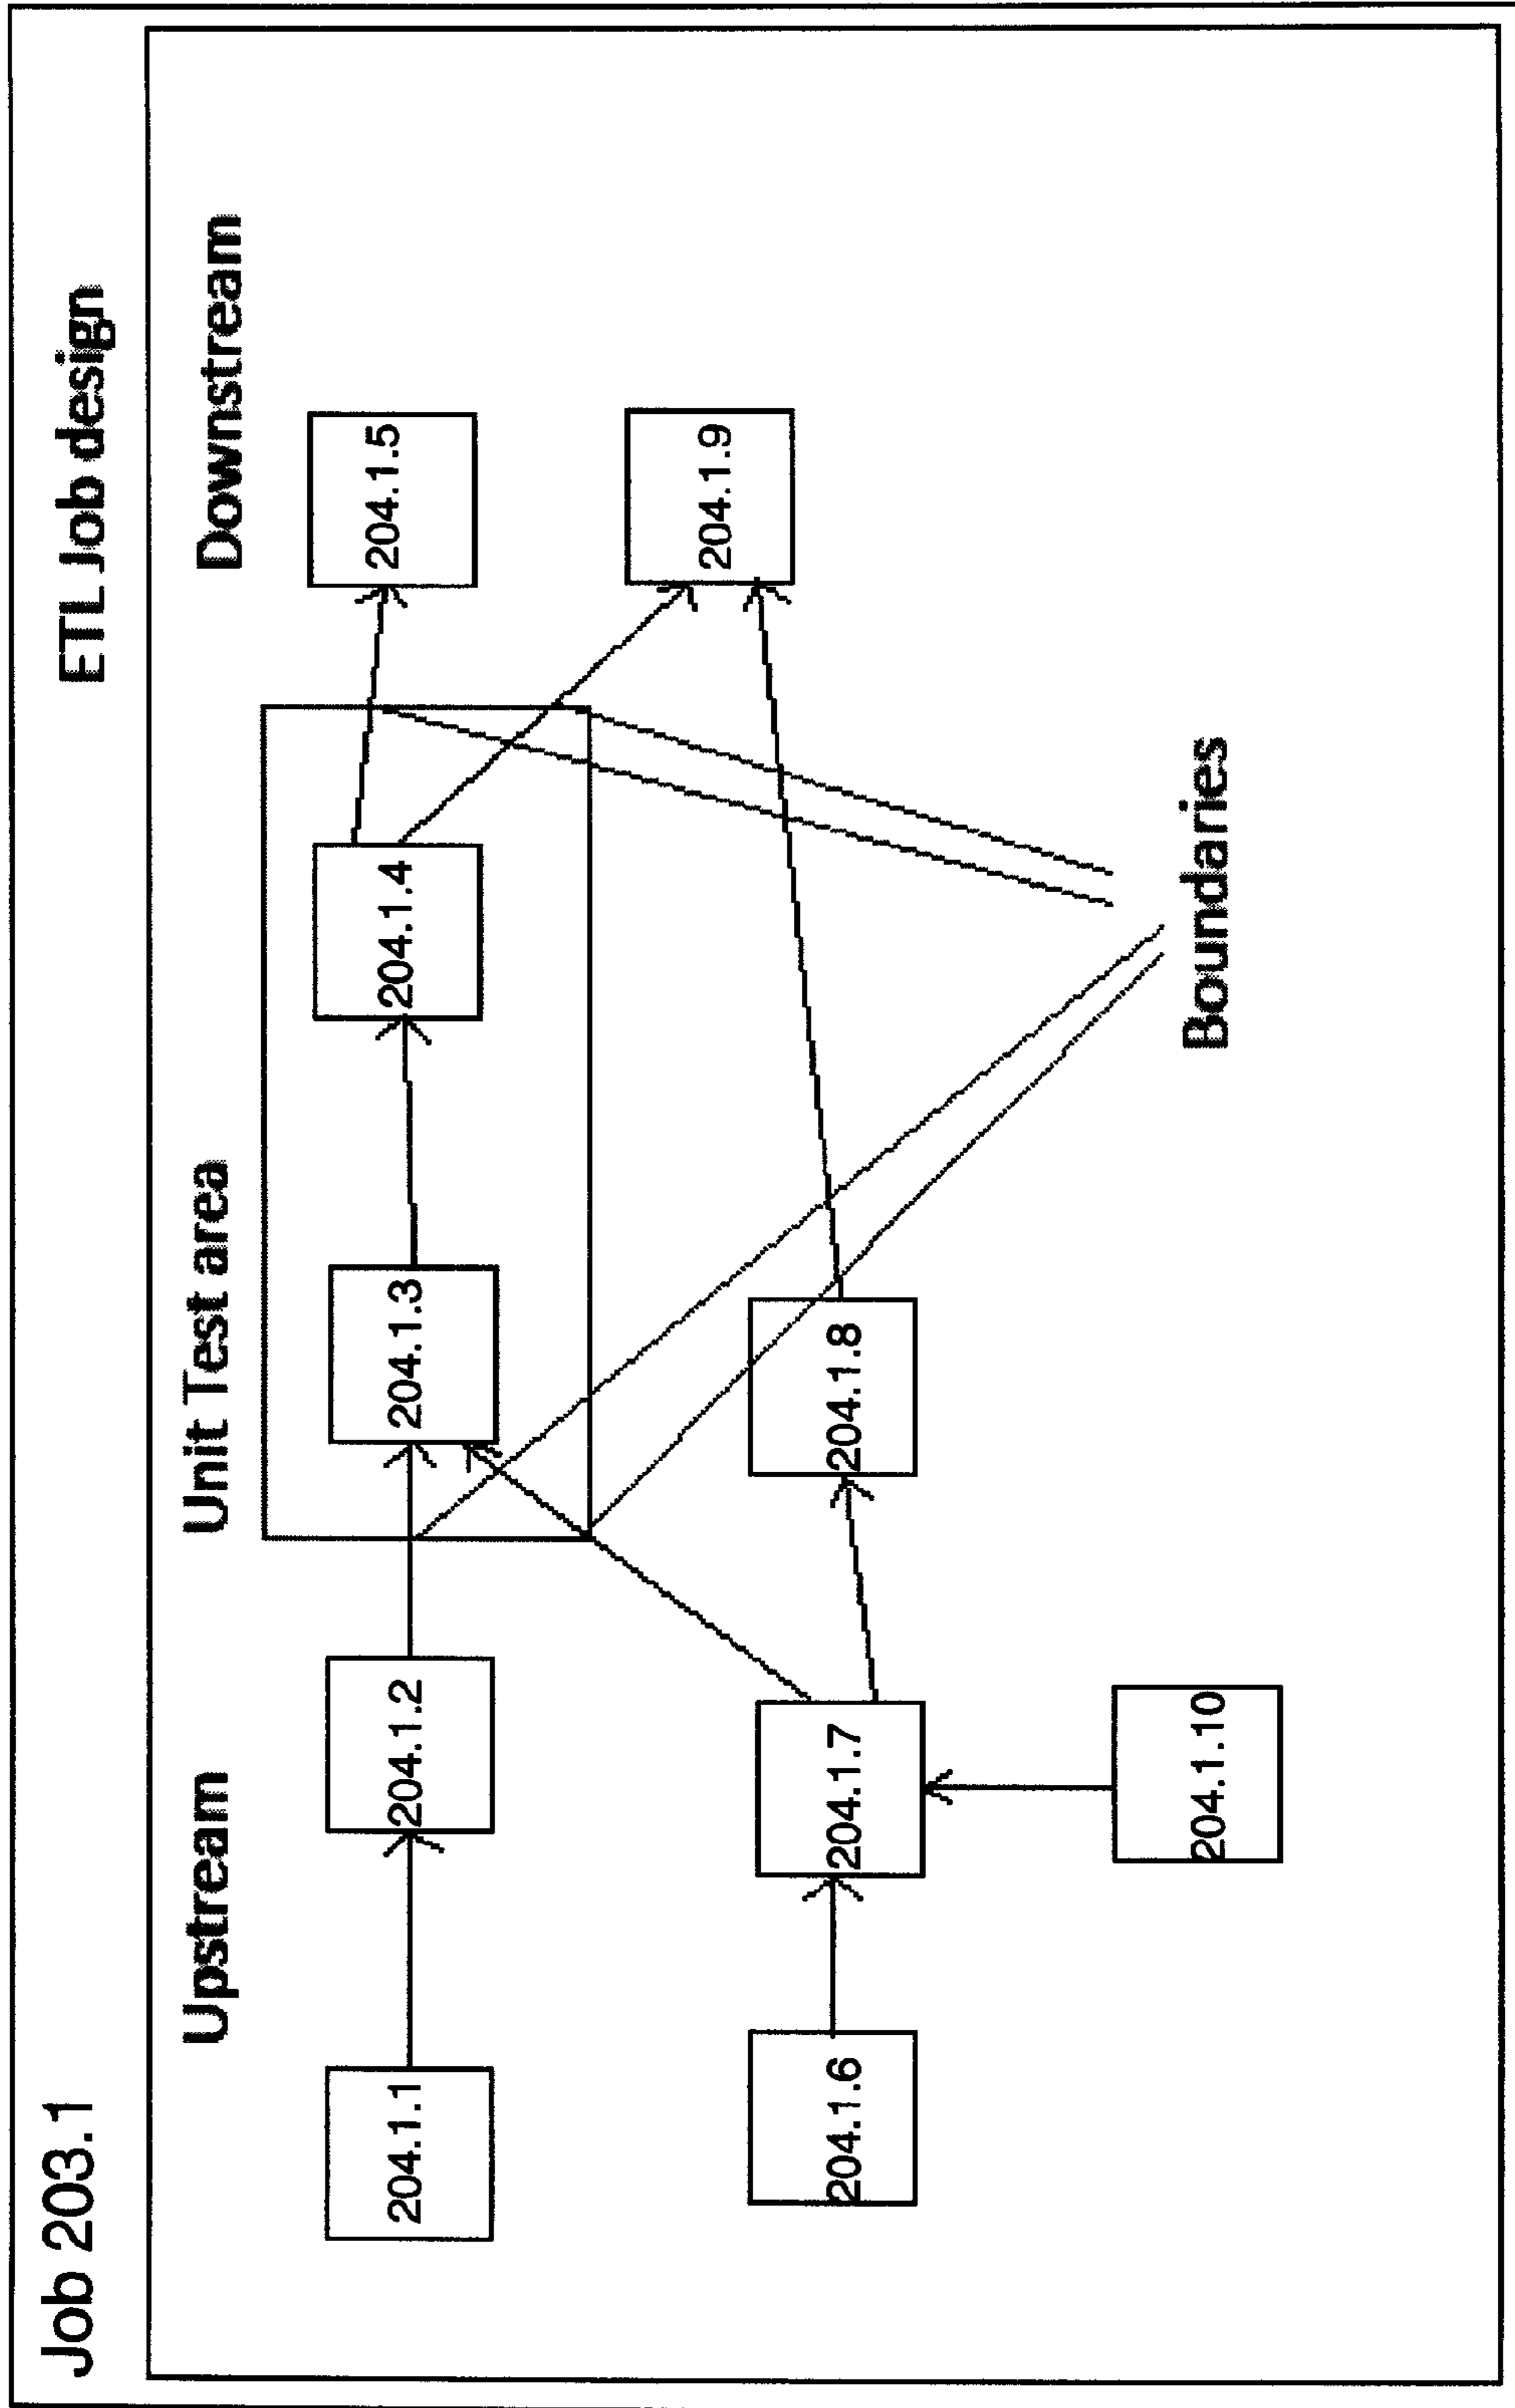 Job 203.1
ETL Job design
Upstream
Unit Test area
Downstream
204.1.1
204.1.2
204.1.3
204.1.4
204.1.5
204.1.6
204.1.7
204.1.8
204.1.9
204.1.10
Boundaries